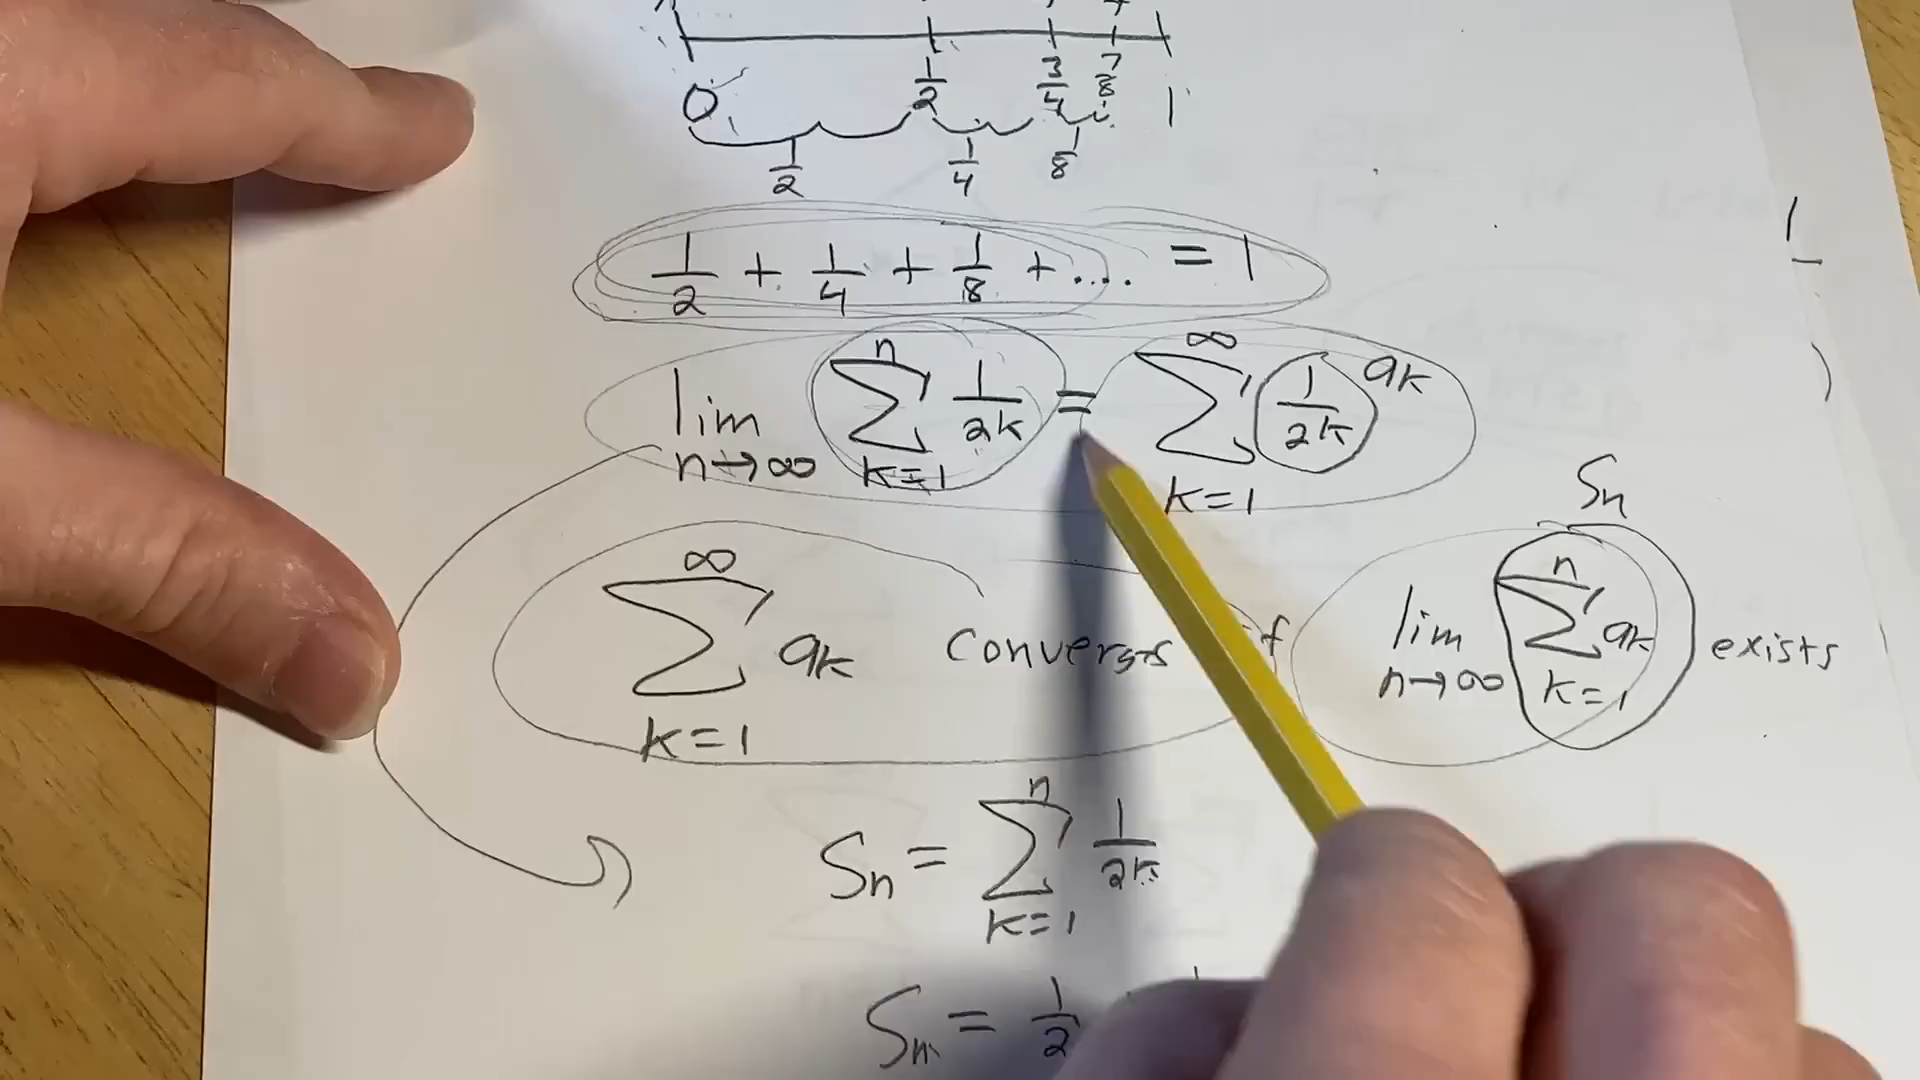 1/2 3/4 7/8
0 1
1/2 1/4 1/8
1/2 + 1/4 + 1/8 + .... = 1
lim n→∞ ∑ n k=1 1/2k = ∑ ∞ k=1 1/2k ak
Sn
∑ ∞ k=1 ak converges if lim n→∞ ∑ n k=1 ak exists
Sn = ∑ n k=1 1/2k
Sn = 1/2